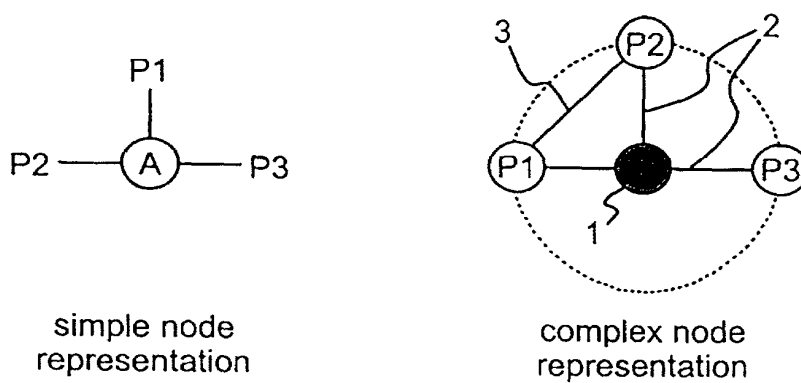 P1
P2
A
P3
simple node
representation
3
P2
2
P1
P3
1
complex node
representation